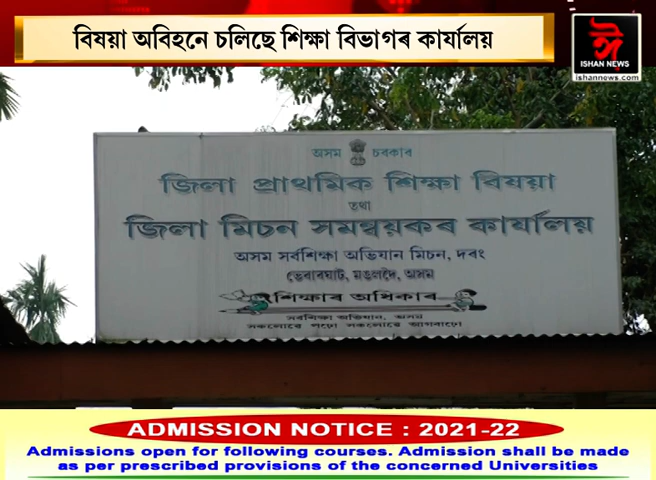 বিষয়া অবিহনে চলিছে শিক্ষা বিভাগৰ কাৰ্যালয়
ঈ
ISHAN NEWS
ishannews.com
অসম চৰকাৰ
জিলা প্ৰাথমিক শিক্ষা বিষয়া
তথা
জিলা মিচন সমন্বয়কৰ কাৰ্যালয়
অসম সৰ্বশিক্ষা অভিযান মিচন, দৰং
ভেবাৰঘাট, মঙলদৈ, অসম
শিক্ষাৰ অধিকাৰ
সৰ্বশিক্ষা অভিযান, অসম
সকলোৱে পঢ়ো সকলোৱে আগবাঢ়ো
ADMISSION NOTICE : 2021-22
Admissions open for following courses. Admission shall be made
as per prescribed provisions of the concerned Universities